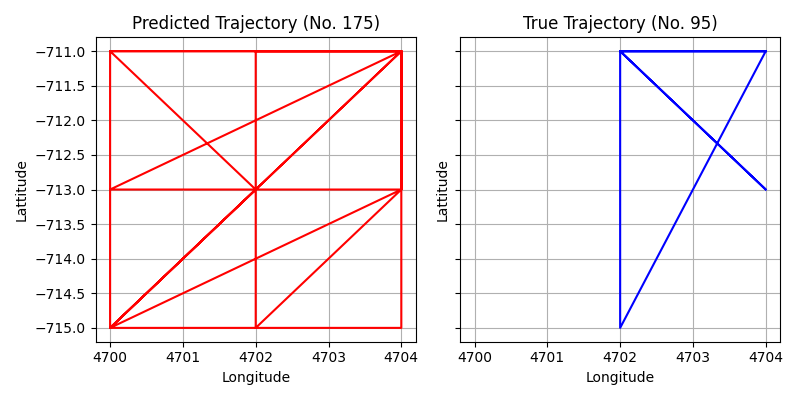 Predicted Trajectory (No. 175)
True Trajectory (No. 95)
−711.0
−711.5
−712.0
−712.5
−713.0
−713.5
−714.0
−714.5
−715.0
Lattitude
Lattitude
4700 4701 4702 4703 4704
4700 4701 4702 4703 4704
Longitude
Longitude